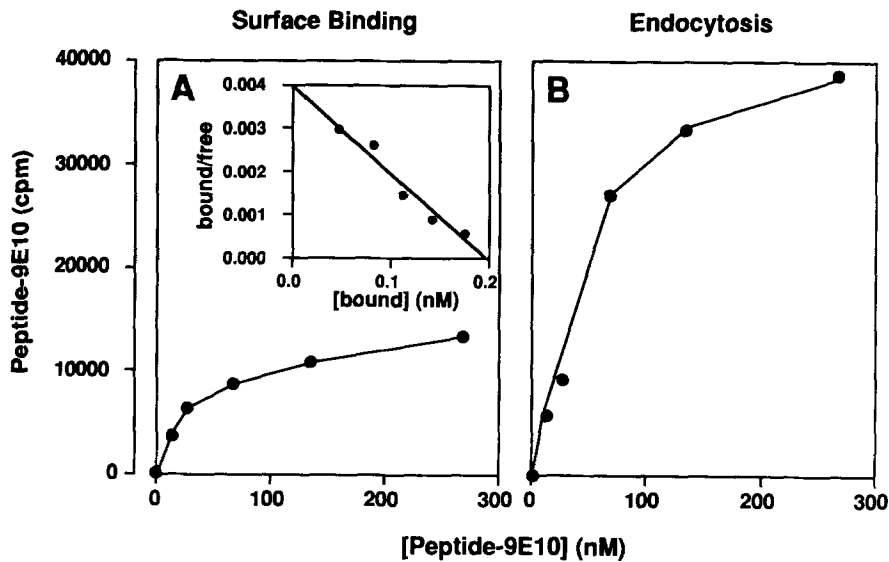 Surface Binding
Endocytosis
Peptide-9E10 (cpm)
40000
30000
20000
10000
0
A
bound/free
0.004
0.003
0.002
0.001
0.000
0.0
0.1
0.2
[bound] (nM)
B
0
100
200
300
0
100
200
300
[Peptide-9E10] (nM)